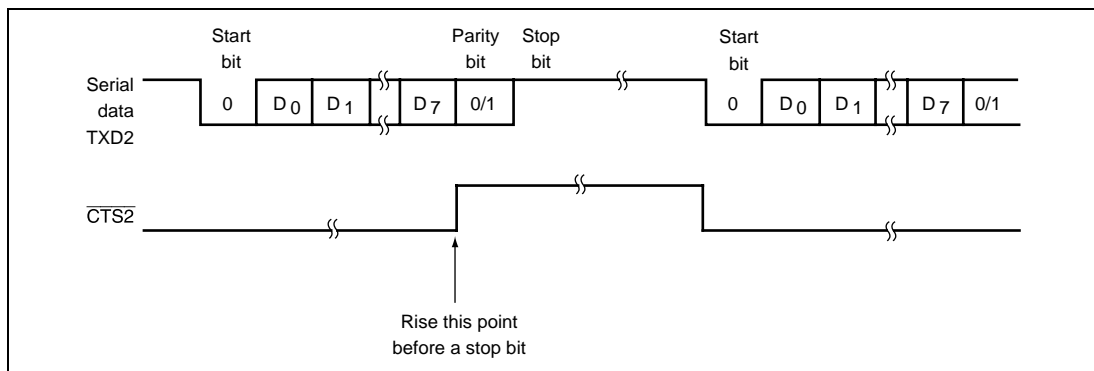 Start bit
Parity bit
Stop bit
Start bit
Serial data TXD2
0 D0 D1 D7 0/1 0 D0 D1 D7 0/1
CTS2
Rise this point
before a stop bit